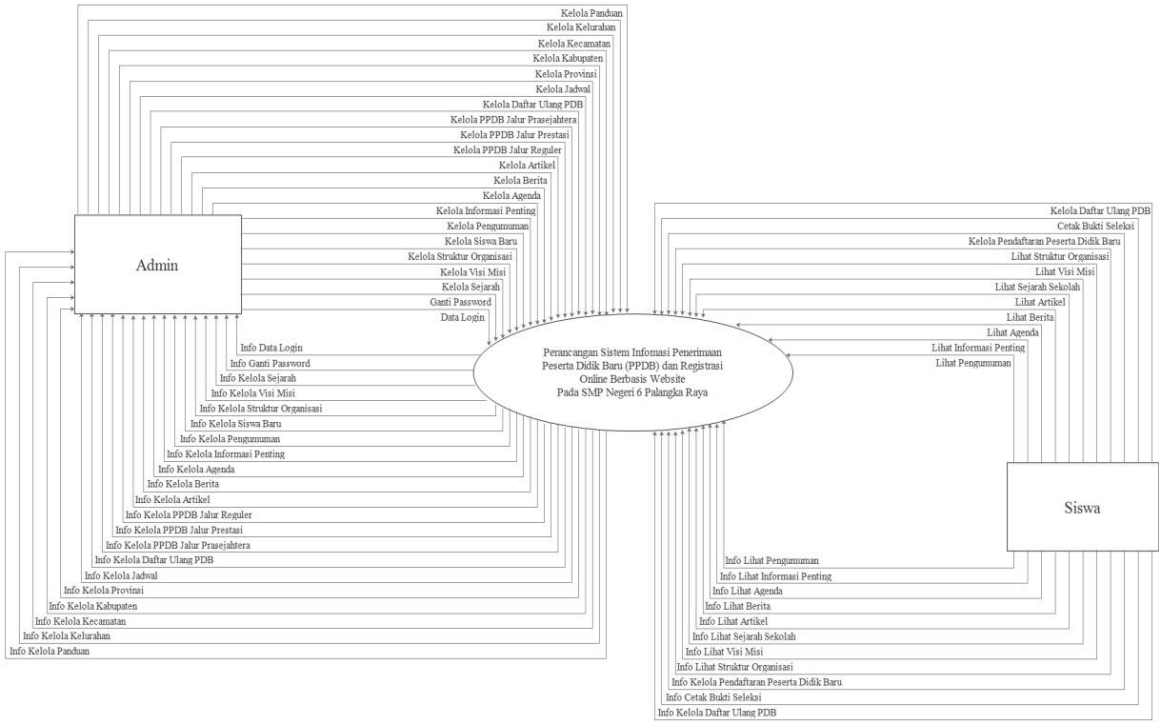 Kelola Panduan
Kelola Kelurahan
Kelola Kecamatan
Kelola Kabupaten
Kelola Provinsi
Kelola Jadwal
Kelola Daftar Ulang PDB
Kelola PPDB Jalur Prasejahtera
Kelola PPDB Jalur Prestasi
Kelola PPDB Jalur Reguler
Kelola Artikel
Kelola Berita
Kelola Agenda
Kelola Informasi Penting
Kelola Pengumuman
Kelola Siswa Baru
Kelola Struktur Organisasi
Kelola Visi Misi
Kelola Sejarah
Ganti Password
Data Login
Admin
Info Data Login
Info Ganti Password
Info Kelola Sejarah
Info Kelola Visi Misi
Info Kelola Struktur Organisasi
Info Kelola Siswa Baru
Info Kelola Pengumuman
Info Kelola Informasi Penting
Info Kelola Agenda
Info Kelola Berita
Info Kelola Artikel
Info Kelola PPDB Jalur Reguler
Info Kelola PPDB Jalur Prestasi
Info Kelola PPDB Jalur Prasejahtera
Info Kelola Daftar Ulang PDB
Info Kelola Jadwal
Info Kelola Provinsi
Info Kelola Kabupaten
Info Kelola Kecamatan
Info Kelola Kelurahan
Info Kelola Panduan
Perancangan Sistem Infomasi Penerimaan
Peserta Didik Baru (PPDB) dan Registrasi
Online Berbasis Website
Pada SMP Negeri 6 Palangka Raya
Kelola Daftar Ulang PDB
Cetak Bukti Seleksi
Kelola Pendaftaran Peserta Didik Baru
Lihat Struktur Organisasi
Lihat Visi Misi
Lihat Sejarah Sekolah
Lihat Artikel
Lihat Berita
Lihat Agenda
Lihat Informasi Penting
Lihat Pengumuman
Siswa
Info Lihat Pengumuman
Info Lihat Informasi Penting
Info Lihat Agenda
Info Lihat Berita
Info Lihat Artikel
Info Lihat Sejarah Sekolah
Info Lihat Visi Misi
Info Lihat Struktur Organisasi
Info Kelola Pendaftaran Peserta Didik Baru
Info Cetak Bukti Seleksi
Info Kelola Daftar Ulang PDB